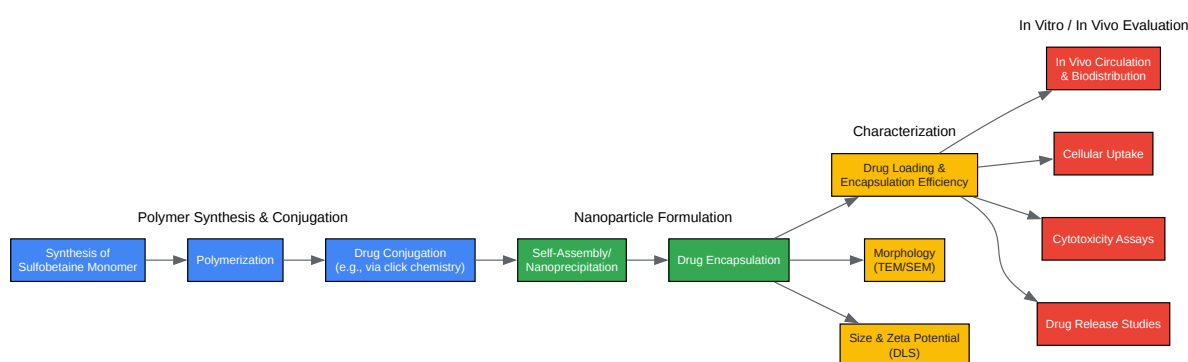 In Vitro / In Vivo Evaluation
In Vivo Circulation
& Biodistribution
Characterization
Cellular Uptake
Drug Loading &
Encapsulation Efficiency
Polymer Synthesis & Conjugation
Nanoparticle Formulation
Cytotoxicity Assays
Synthesis of
Sulfobetaine Monomer
Polymerization
Drug Conjugation
(e.g., via click chemistry)
Self-Assembly/
Nanoprecipitation
Drug Encapsulation
Morphology
(TEM/SEM)
Drug Release Studies
Size & Zeta Potential
(DLS)